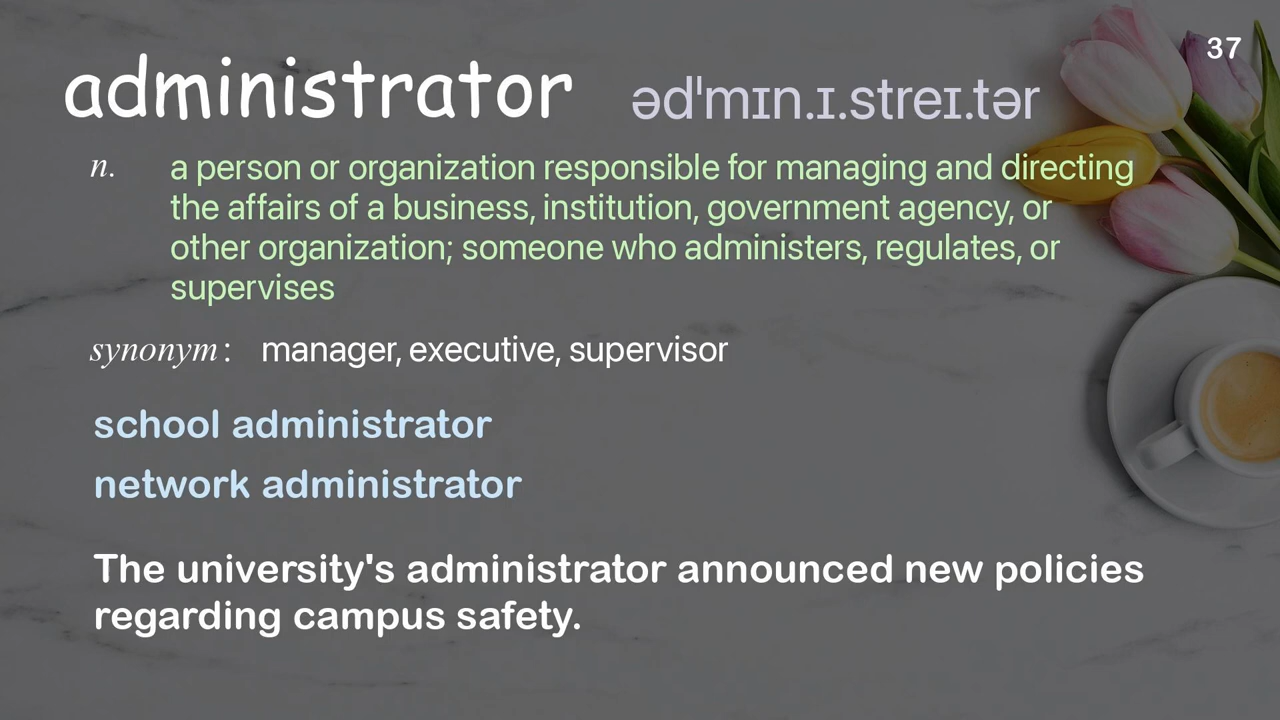 37
administrator ədˈmɪn.ɪ.streɪ.tər
n. a person or organization responsible for managing and directing
the affairs of a business, institution, government agency, or
other organization; someone who administers, regulates, or
supervises
synonym: manager, executive, supervisor
school administrator
network administrator
The university's administrator announced new policies
regarding campus safety.